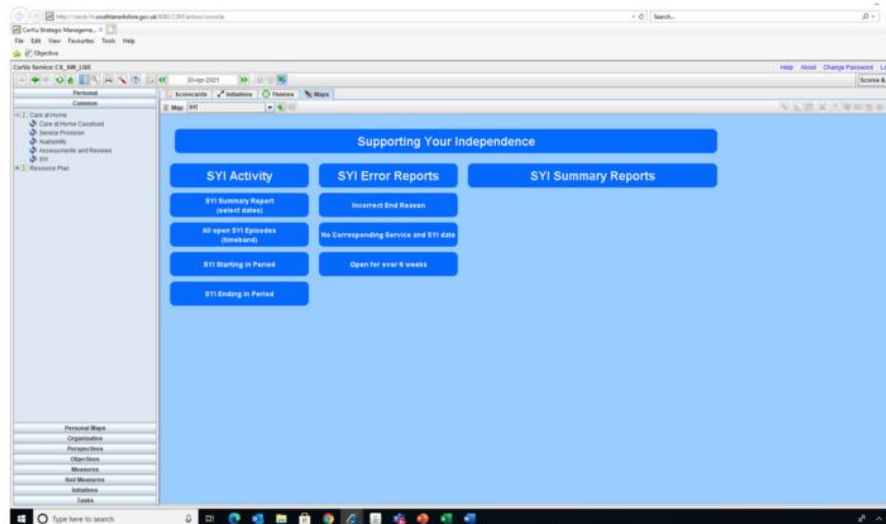 Search...
CorVu Strategic Manageme...
File Edit View Favourites Tools Help
Objective
CorVu Service: CX_SW_LIVE
Help About Change Password
30-Apr-2021
Personal
Common
Scorecards Initiatives Themes Maps
Map SYI
Care at Home
Care at Home Caseload
Service Provision
Availability
Assessments and Reviews
SYI
Resource Plan
Supporting Your Independence
SYI Activity
SYI Error Reports
SYI Summary Reports
SYI Summary Report
(select dates)
Incorrect End Reason
All open SYI Episodes
(timeband)
No Corresponding Service and SYI date
SYI Starting in Period
Open for over 6 weeks
SYI Ending in Period
Personal Maps
Organisation
Perspectives
Objectives
Measures
Red Measures
Initiatives
Tasks
Type here to search